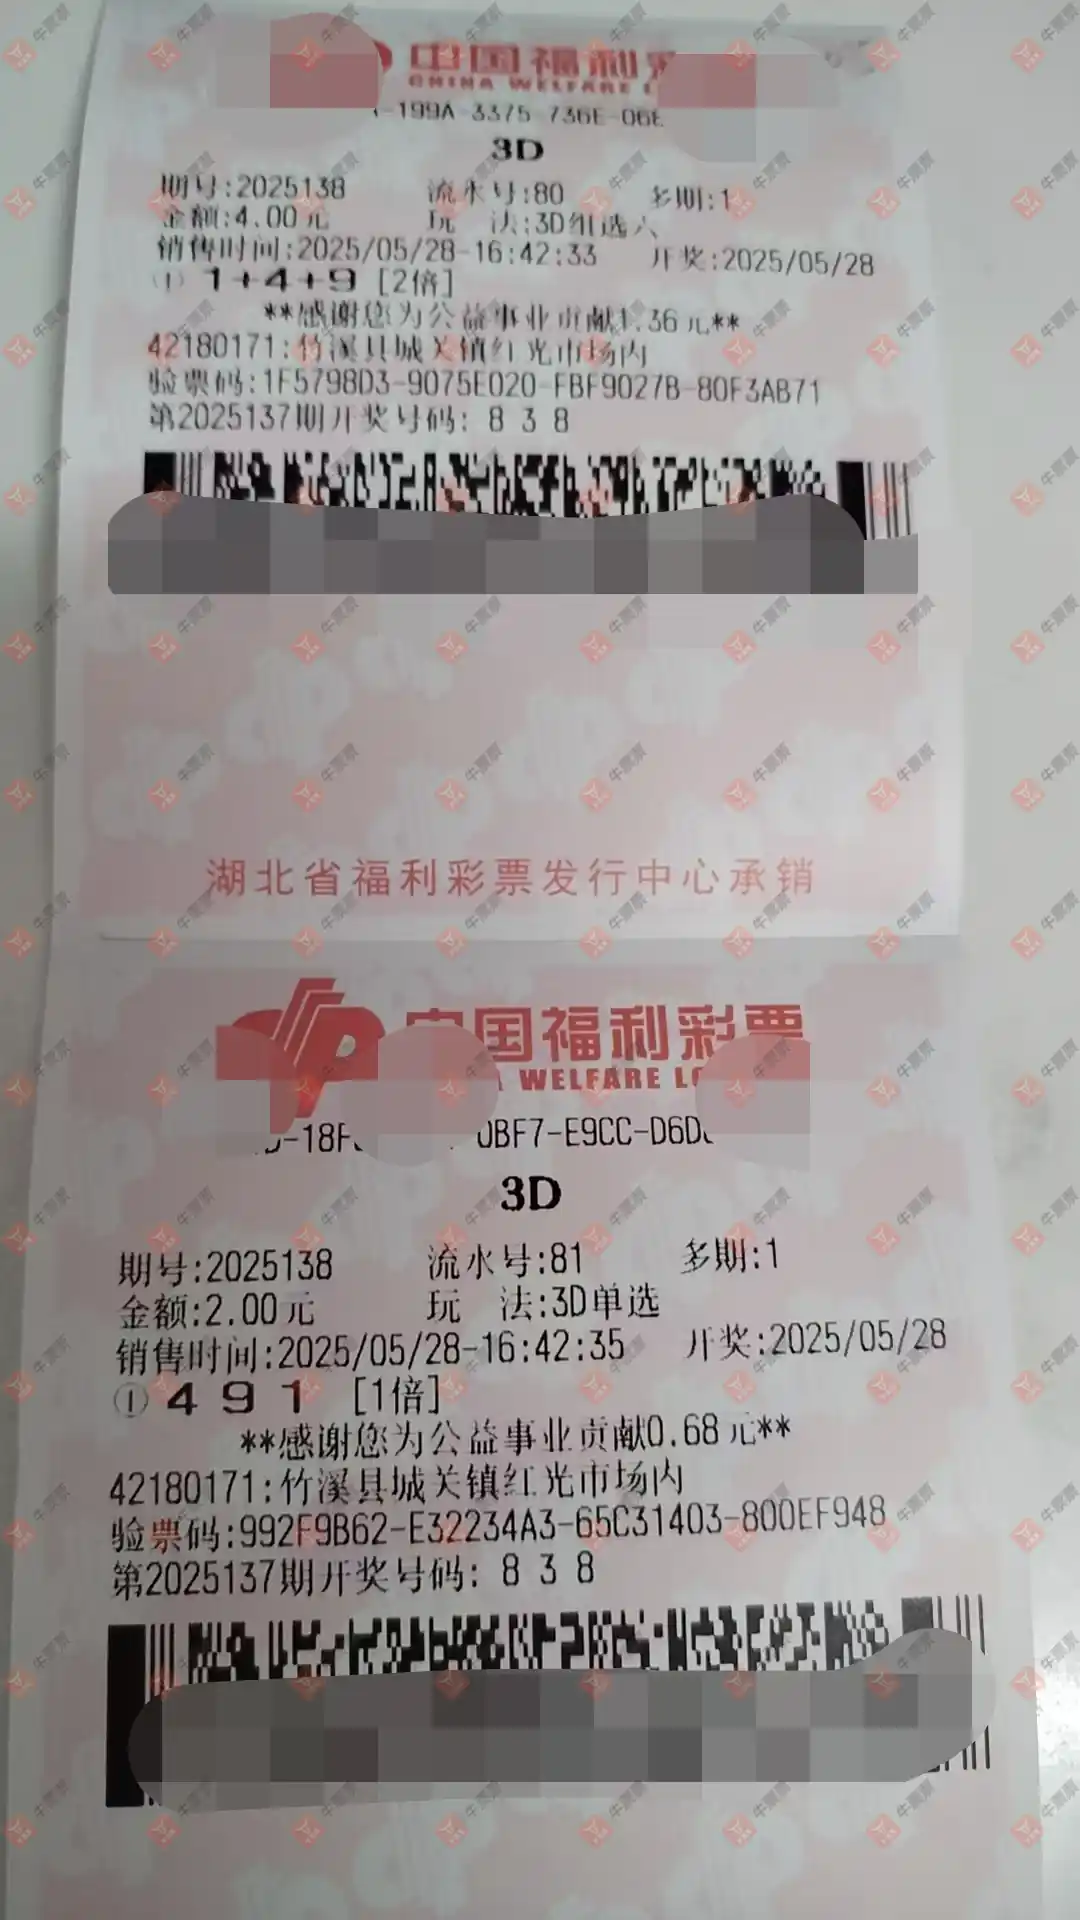 中国福利
CHINA WELFARE
-199A-3375-736E-06E
3D
期号:2025138 流水号:80 多期:1
金额:4.00元 玩 法:3D组选六
销售时间:2025/05/28-16:42:33 开奖:2025/05/28
① 1+4+9 [2倍]
**感谢您为公益事业贡献1.36元**
42180171:竹溪县城关镇红光市场内
验票码:1F5798D3-9075E020-FBF9027B-80F3AB71
第2025137期开奖号码: 8 3 8
湖北省福利彩票发行中心承销
中国福利彩票
WELFARE LO
-18F 0BF7-E9CC-D6D
3D
期号:2025138 流水号:81 多期:1
金额:2.00元 玩 法:3D单选
销售时间:2025/05/28-16:42:35 开奖:2025/05/28
① 4 9 1 [1倍]
**感谢您为公益事业贡献0.68元**
42180171:竹溪县城关镇红光市场内
验票码:992F9B62-E32234A3-65C31403-800EF948
第2025137期开奖号码: 8 3 8
牛票票